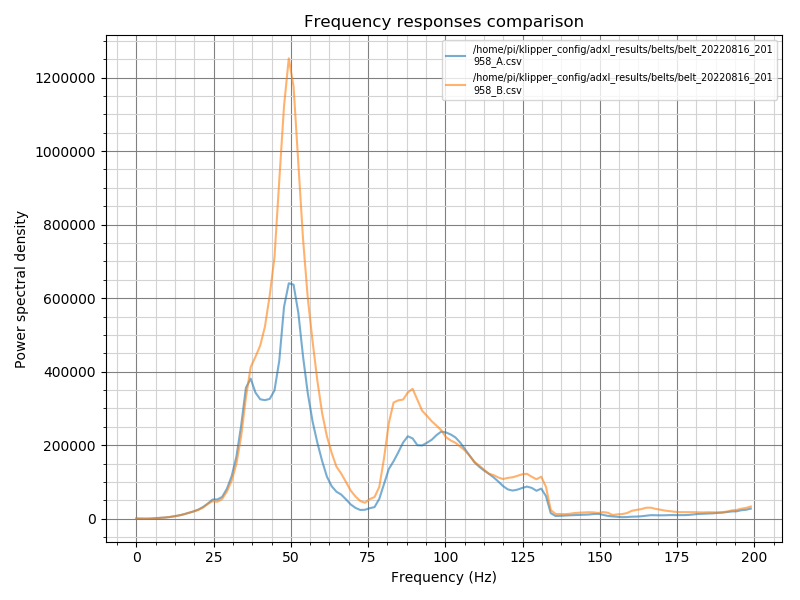 Frequency responses comparison
/home/pi/klipper_config/adxl_results/belts/belt_20220816_201
958_A.csv
/home/pi/klipper_config/adxl_results/belts/belt_20220816_201
958_B.csv
1200000
1000000
800000
600000
400000
200000
0
Power spectral density
0 25 50 75 100 125 150 175 200
Frequency (Hz)